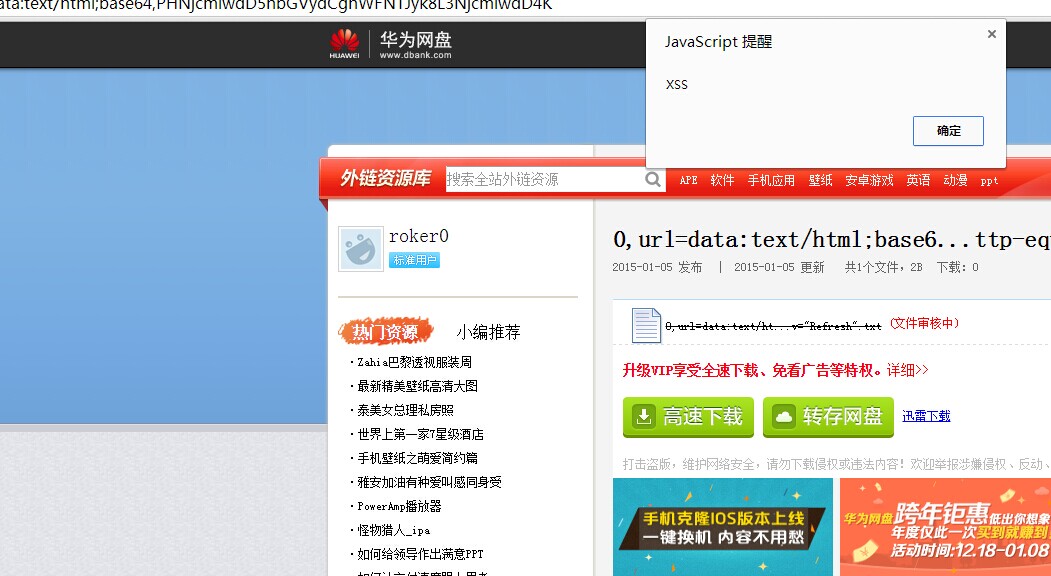 ata:text/html;base64,PHNjcmlwdD5hbGVydCgnWFNTJyk8L3NjcmlwdD4K
HUAWEI
华为网盘
www.dbank.com
JavaScript 提醒
XSS
确定
外链资源库
搜索全站外链资源
APK 软件 手机应用 壁纸 安卓游戏 英语 动漫 ppt
roker0
标准用户
0,url=data:text/html;base6...ttp-eq
2015-01-05 发布 | 2015-01-05 更新 共1个文件，2B 下载：0
热门资源 小编推荐
·Zahia巴黎透视服装周
·最新精美壁纸高清大图
·泰美女总理私房照
·世界上第一家7星级酒店
·手机壁纸之萌爱简约篇
·雅安加油有种爱叫感同身受
·PowerAmp播放器
·怪物猎人_ipa
·如何给领导作出满意PPT
0,url=data:text/ht...v="Refresh".txt (文件审核中)
升级VIP享受全速下载、免看广告等特权。详细>>
高速下载 转存网盘 迅雷下载
打击盗版，维护网络安全，请勿下载侵权或违法内容！欢迎举报涉嫌侵权、反动、
手机克隆IOS版本上线
一键换机 内容不用愁
华为网盘 跨年钜惠 低出你想象
年度仅此一次 买到就赚到
活动时间:12.18—01.08